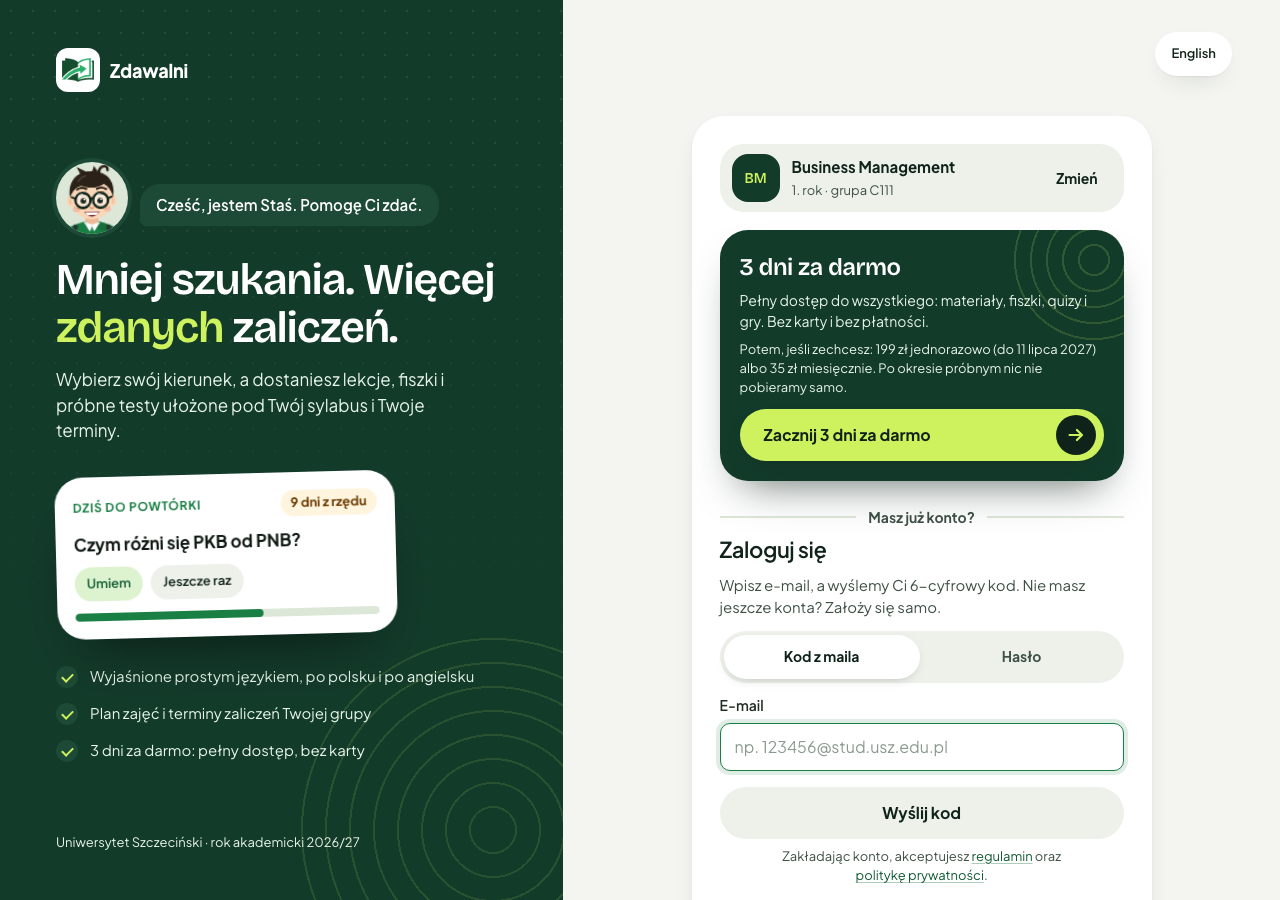 Zdawalni
Cześć, jestem Staś. Pomogę Ci zdać.
Mniej szukania. Więcej
zdanych zaliczeń.
Wybierz swój kierunek, a dostaniesz lekcje, fiszki i
próbne testy ułożone pod Twój sylabus i Twoje
terminy.
DZIŚ DO POWTÓRKI
9 dni z rzędu
Czym różni się PKB od PNB?
Umiem
Jeszcze raz
Wyjaśnione prostym językiem, po polsku i po angielsku
Plan zajęć i terminy zaliczeń Twojej grupy
3 dni za darmo: pełny dostęp, bez karty
Uniwersytet Szczeciński · rok akademicki 2026/27
English
BM
Business Management
1. rok · grupa C111
Zmień
3 dni za darmo
Pełny dostęp do wszystkiego: materiały, fiszki, quizy i
gry. Bez karty i bez płatności.
Potem, jeśli zechcesz: 199 zł jednorazowo (do 11 lipca 2027)
albo 35 zł miesięcznie. Po okresie próbnym nic nie
pobieramy samo.
Zacznij 3 dni za darmo
Masz już konto?
Zaloguj się
Wpisz e-mail, a wyślemy Ci 6-cyfrowy kod. Nie masz
jeszcze konta? Założy się samo.
Kod z maila
Hasło
E-mail
np. 123456@stud.usz.edu.pl
Wyślij kod
Zakładając konto, akceptujesz regulamin oraz
politykę prywatności.